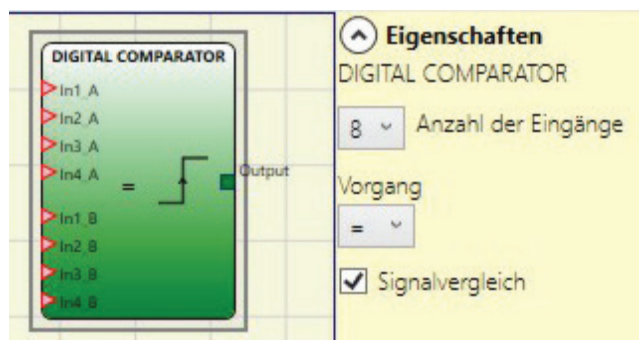 DIGITAL COMPARATOR
In1_A
In2_A
In3_A
In4_A
=
Output
In1_B
In2_B
In3_B
In4_B
Eigenschaften
DIGITAL COMPARATOR
8 Anzahl der Eingänge
Vorgang
=
Signalvergleich